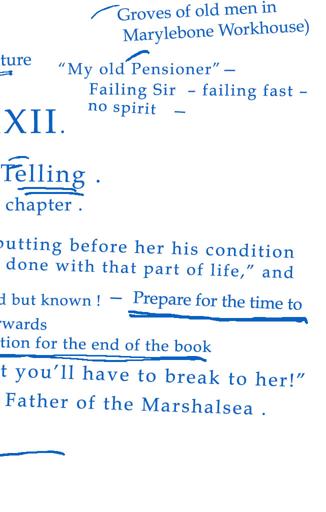 Groves of old men in
Marylebone Workhouse)
ture
“My old Pensioner” —
Failing Sir – failing fast –
no spirit —
XII.
Telling .
chapter .
putting before her his condition
done with that part of life,” and
d but known ! — Prepare for the time to
rwards
tion for the end of the book
t you’ll have to break to her!”
Father of the Marshalsea .